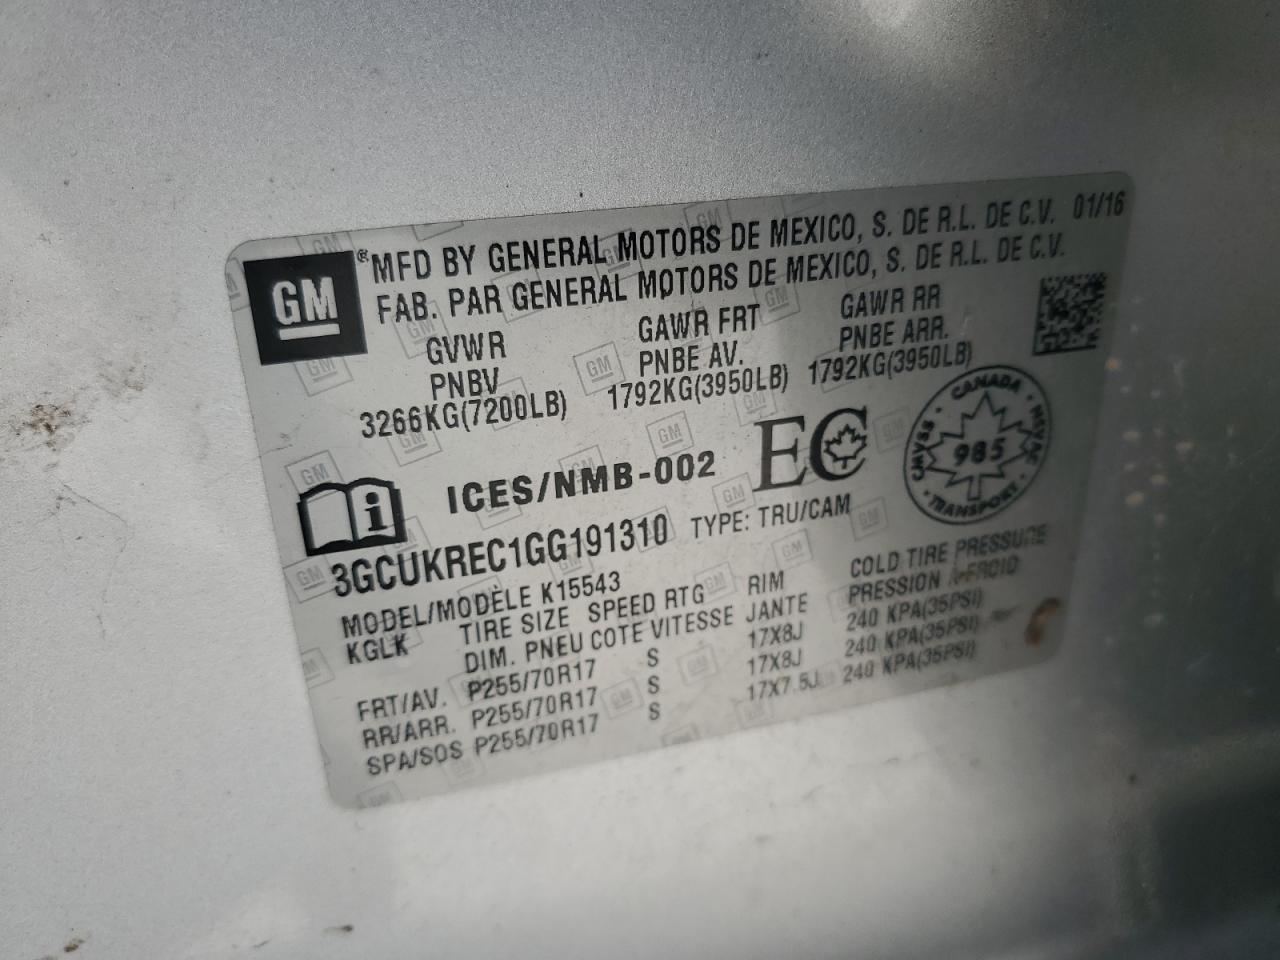 GM ® MFD BY GENERAL MOTORS DE MEXICO, S. DE R.L. DE C.V. 01/16
FAB. PAR GENERAL MOTORS DE MEXICO, S. DE R.L. DE C.V.
GVWR GAWR FRT GAWR RR
PNBV PNBE AV. PNBE ARR.
3266KG(7200LB) 1792KG(3950LB) 1792KG(3950LB)
i ICES/NMB-002 EC
CANADA NSVAC TRANSPORT CMVSS 985
3GCUKREC1GG191310 TYPE: TRU/CAM
MODEL/MODÈLE K15543
KGLK TIRE SIZE SPEED RTG RIM COLD TIRE PRESSURE
DIM. PNEU COTE VITESSE JANTE PRESSION
FRT/AV. P255/70R17 S 17X8J 240 KPA(35PSI)
RR/ARR. P255/70R17 S 17X8J 240 KPA(35PSI)
SPA/SOS P255/70R17 S 17X7.5J 240 KPA(35PSI)